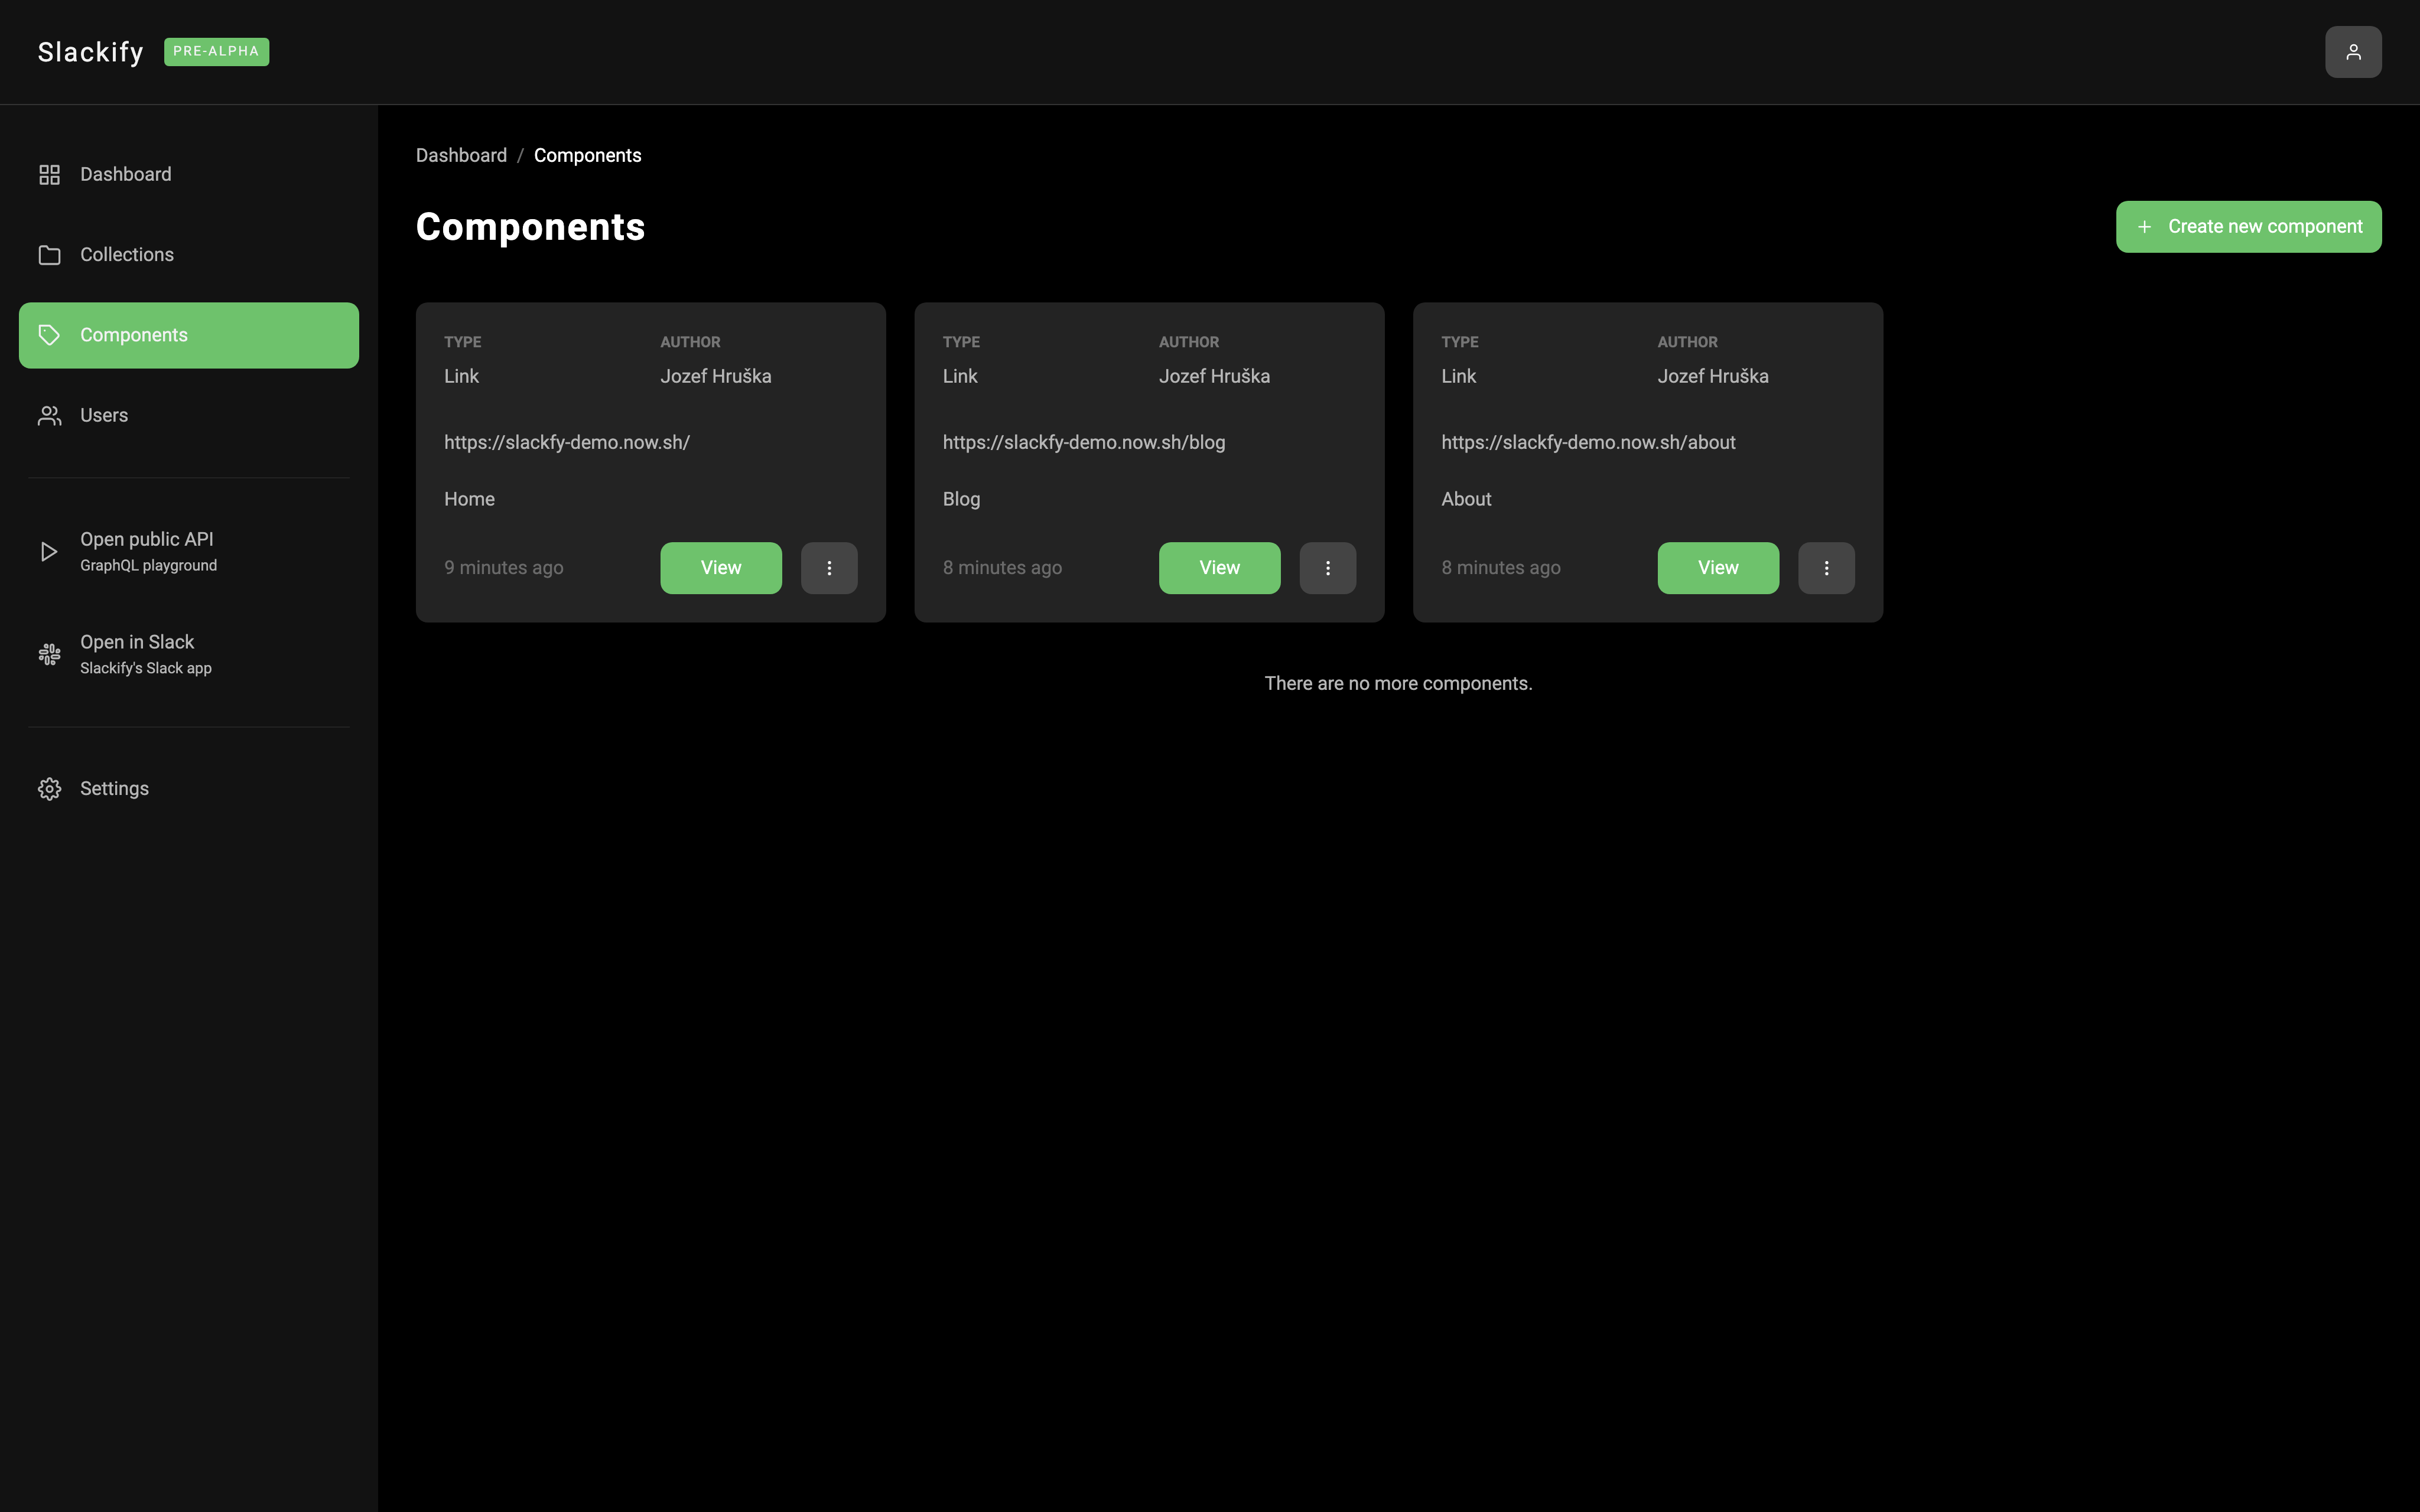 Slackify PRE-ALPHA
Dashboard
Collections
Components
Users
Open public API
GraphQL playground
Open in Slack
Slackify's Slack app
Settings
Dashboard / Components
Components
Create new component
TYPE AUTHOR
Link Jozef Hruška
https://slackfy-demo.now.sh/
Home
9 minutes ago View
TYPE AUTHOR
Link Jozef Hruška
https://slackfy-demo.now.sh/blog
Blog
8 minutes ago View
TYPE AUTHOR
Link Jozef Hruška
https://slackfy-demo.now.sh/about
About
8 minutes ago View
There are no more components.